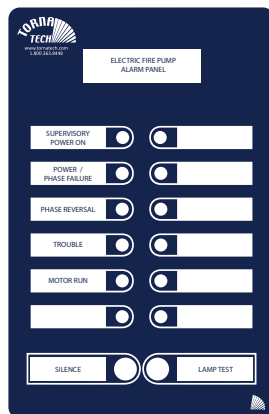 TORNA
TECH
www.tornatech.com
1.800.363.8448
ELECTRIC FIRE PUMP
ALARM PANEL
SUPERVISORY
POWER ON
POWER /
PHASE FAILURE
PHASE REVERSAL
TROUBLE
MOTOR RUN
SILENCE
LAMP TEST